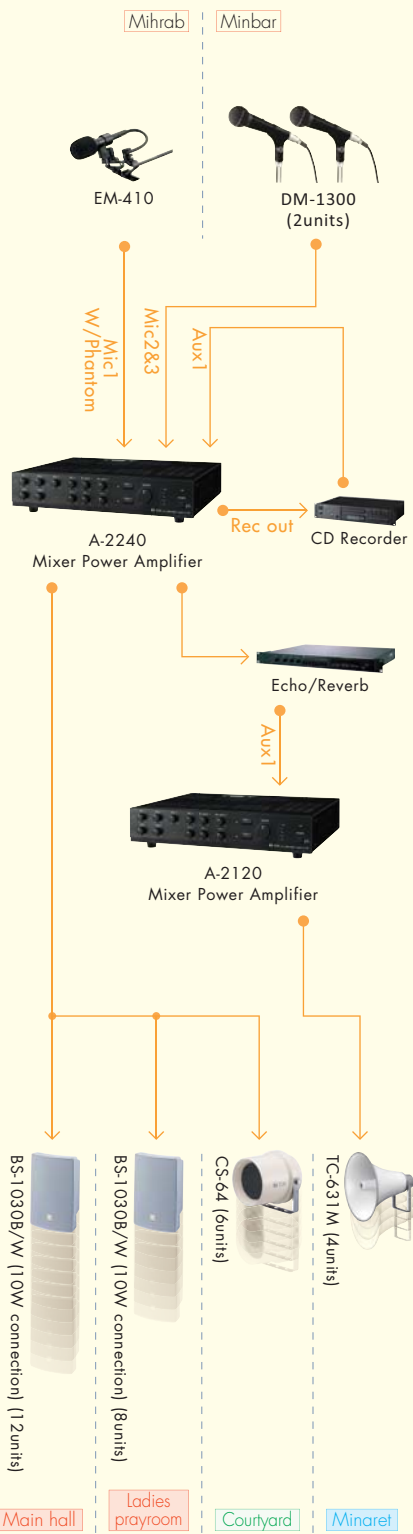 Mihrab
Minbar
EM-410
DM-1300
(2units)
Mic1
W/Phantom
Mic2&3
Aux1
A-2240
Mixer Power Amplifier
Rec out
CD Recorder
Echo/Reverb
Aux1
A-2120
Mixer Power Amplifier
BS-1030B/W (10W connection) (12units)
BS-1030B/W (10W connection) (8units)
CS-64 (6units)
TC-631M (4units)
Main hall
Ladies
prayroom
Courtyard
Minaret